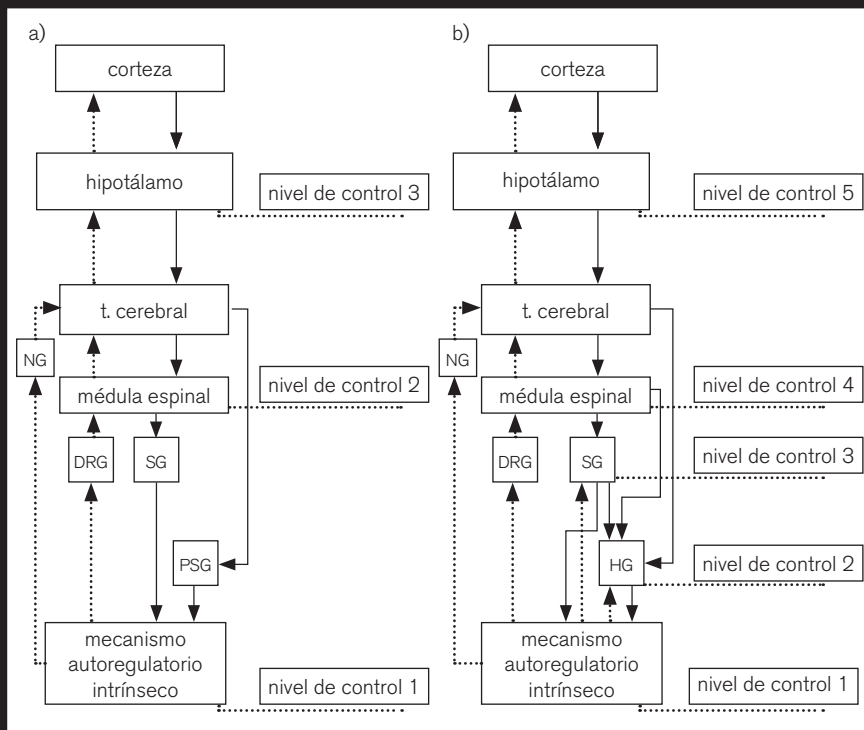 a)
corteza
hipotálamo
nivel de control 3
t. cerebral
NG
médula espinal
nivel de control 2
DRG
SG
PSG
mecanismo
autoregulatorio
intrínseco
nivel de control 1
b)
corteza
hipotálamo
nivel de control 5
t. cerebral
NG
médula espinal
nivel de control 4
DRG
SG
nivel de control 3
HG
nivel de control 2
mecanismo
autoregulatorio
intrínseco
nivel de control 1